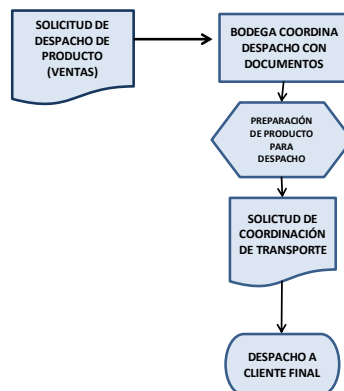 SOLICITUD DE
DESPACHO DE
PRODUCTO
(VENTAS)
BODEGA COORDINA
DESPACHO CON
DOCUMENTOS
PREPARACIÓN
DE PRODUCTO
PARA
DESPACHO
SOLICTUD DE
COORDINACIÓN
DE TRANSPORTE
DESPACHO A
CLIENTE FINAL